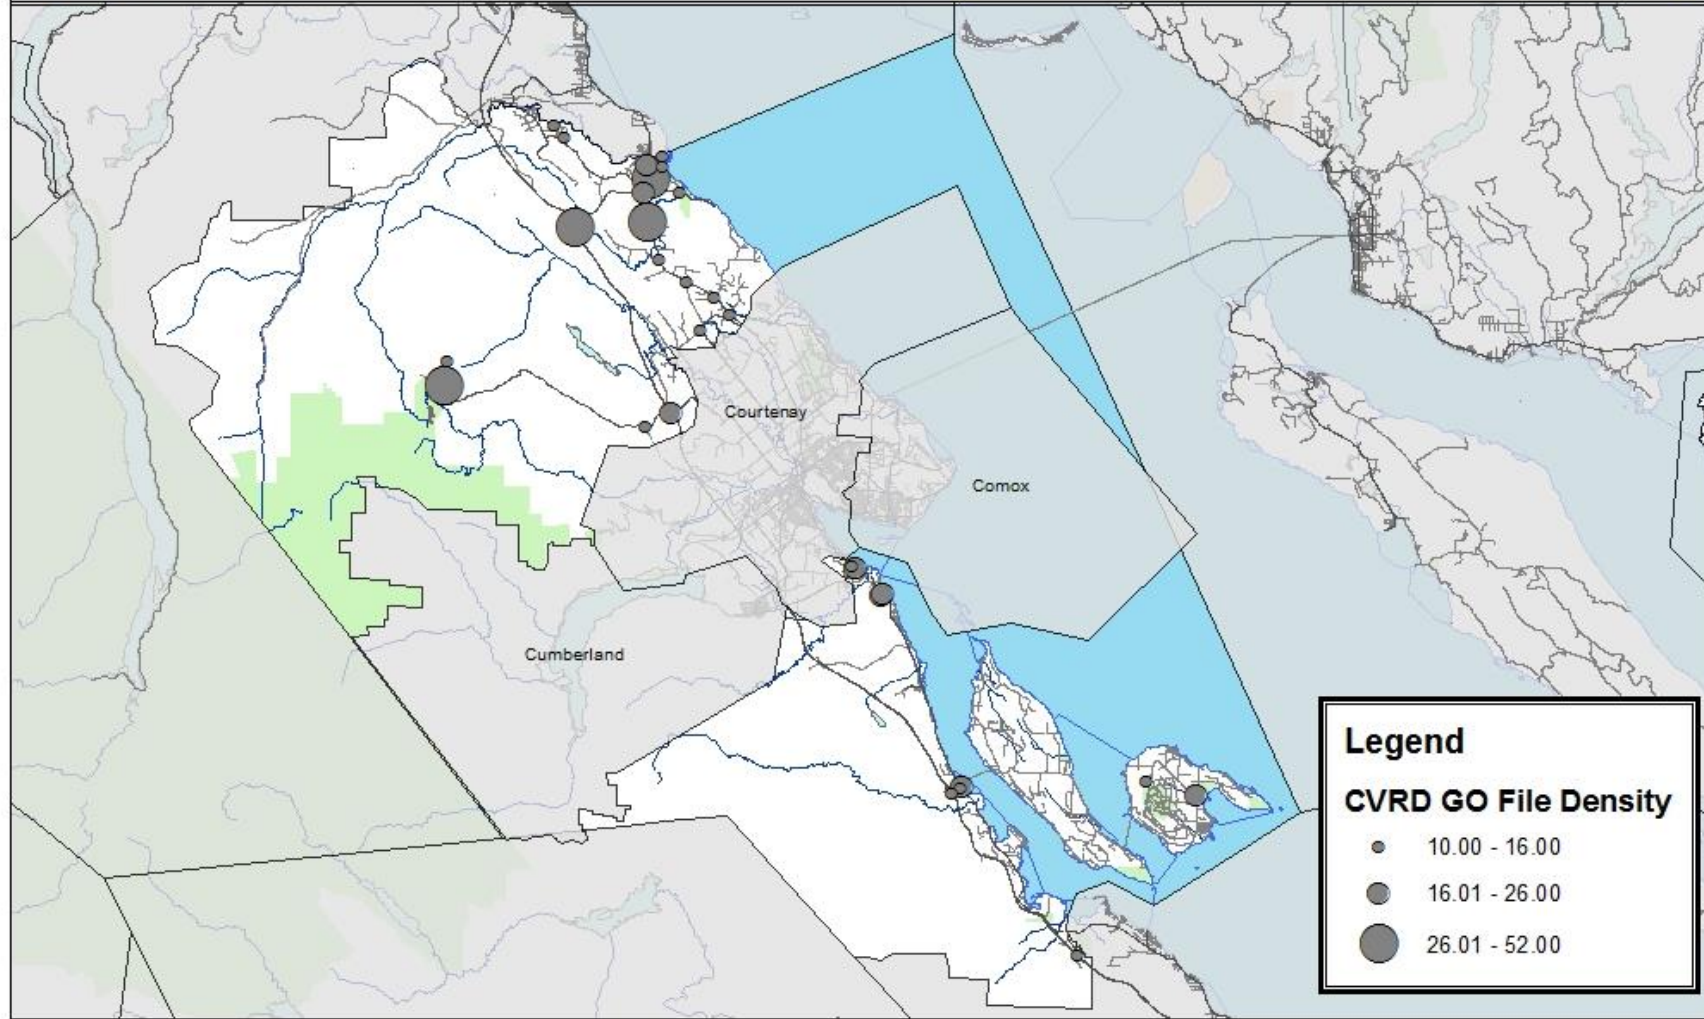 Courtenay
Comox
Cumberland
Legend
CVRD GO File Density
10.00 - 16.00
16.01 - 26.00
26.01 - 52.00